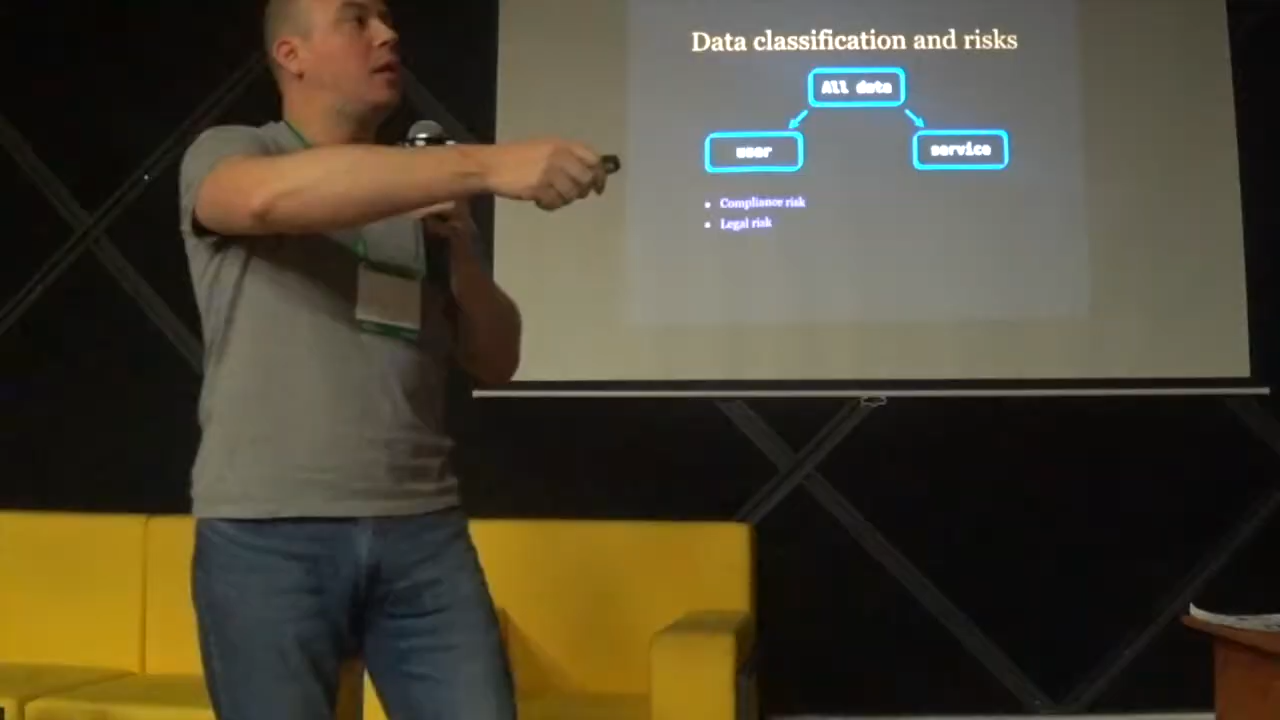 Data classification and risks
All data
user
service
• Compliance risk
• Legal risk